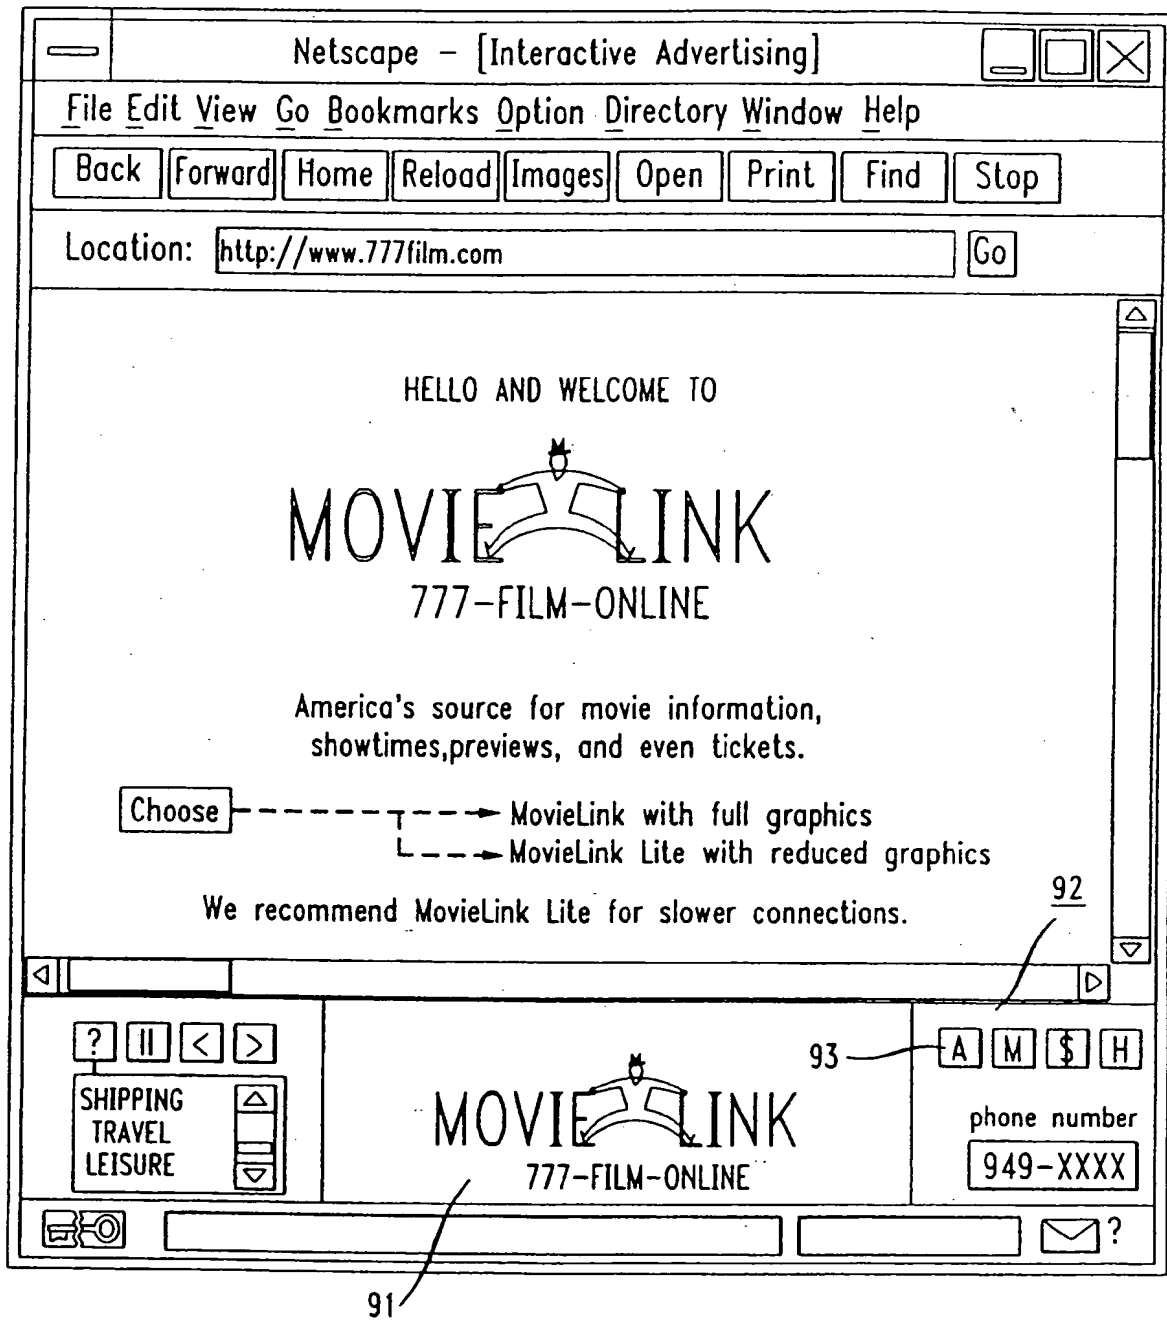 Netscape - [Interactive Advertising]
File Edit View Go Bookmarks Option Directory Window Help
Back Forward Home Reload Images Open Print Find Stop
Location: http://www.777film.com Go
HELLO AND WELCOME TO
MOVIE LINK
777-FILM-ONLINE
America's source for movie information,
showtimes,previews, and even tickets.
Choose MovieLink with full graphics
MovieLink Lite with reduced graphics
We recommend MovieLink Lite for slower connections.
92
? || < >
SHIPPING
TRAVEL
LEISURE
MOVIE LINK
777-FILM-ONLINE
93 A M $ H
phone number
949-XXXX
?
91